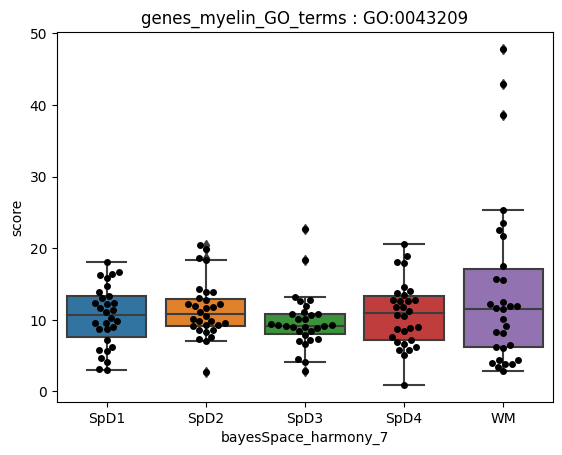 genes_myelin_GO_terms : GO:0043209
50
40
30
20
10
0
score
SpD1 SpD2 SpD3 SpD4 WM
bayesSpace_harmony_7